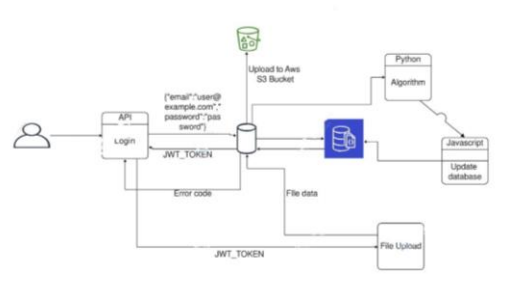 Upload to Aws
S3 Bucket
Python
Algorithm
{"email":"user@
example.com","
password":"pas
sword"}
API
Login
JWT_TOKEN
Javascript
Update
database
Error code
File data
File Upload
JWT_TOKEN